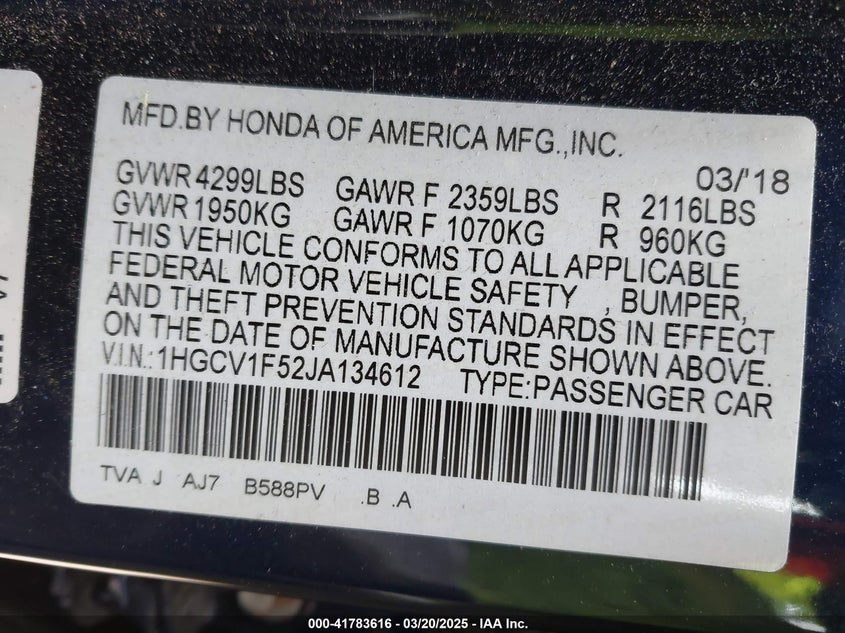 MFD.BY HONDA OF AMERICA MFG.,INC.
03/'18
GVWR 4299LBS GAWR F 2359LBS R 2116LBS
GVWR 1950KG GAWR F 1070KG R 960KG
THIS VEHICLE CONFORMS TO ALL APPLICABLE
FEDERAL MOTOR VEHICLE SAFETY , BUMPER,
AND THEFT PREVENTION STANDARDS IN EFFECT
ON THE DATE OF MANUFACTURE SHOWN ABOVE.
V.I.N.:1HGCV1F52JA134612 TYPE:PASSENGER CAR
TVA J AJ7 B588PV .B .A
000-41783616 - 03/20/2025 - IAA Inc.